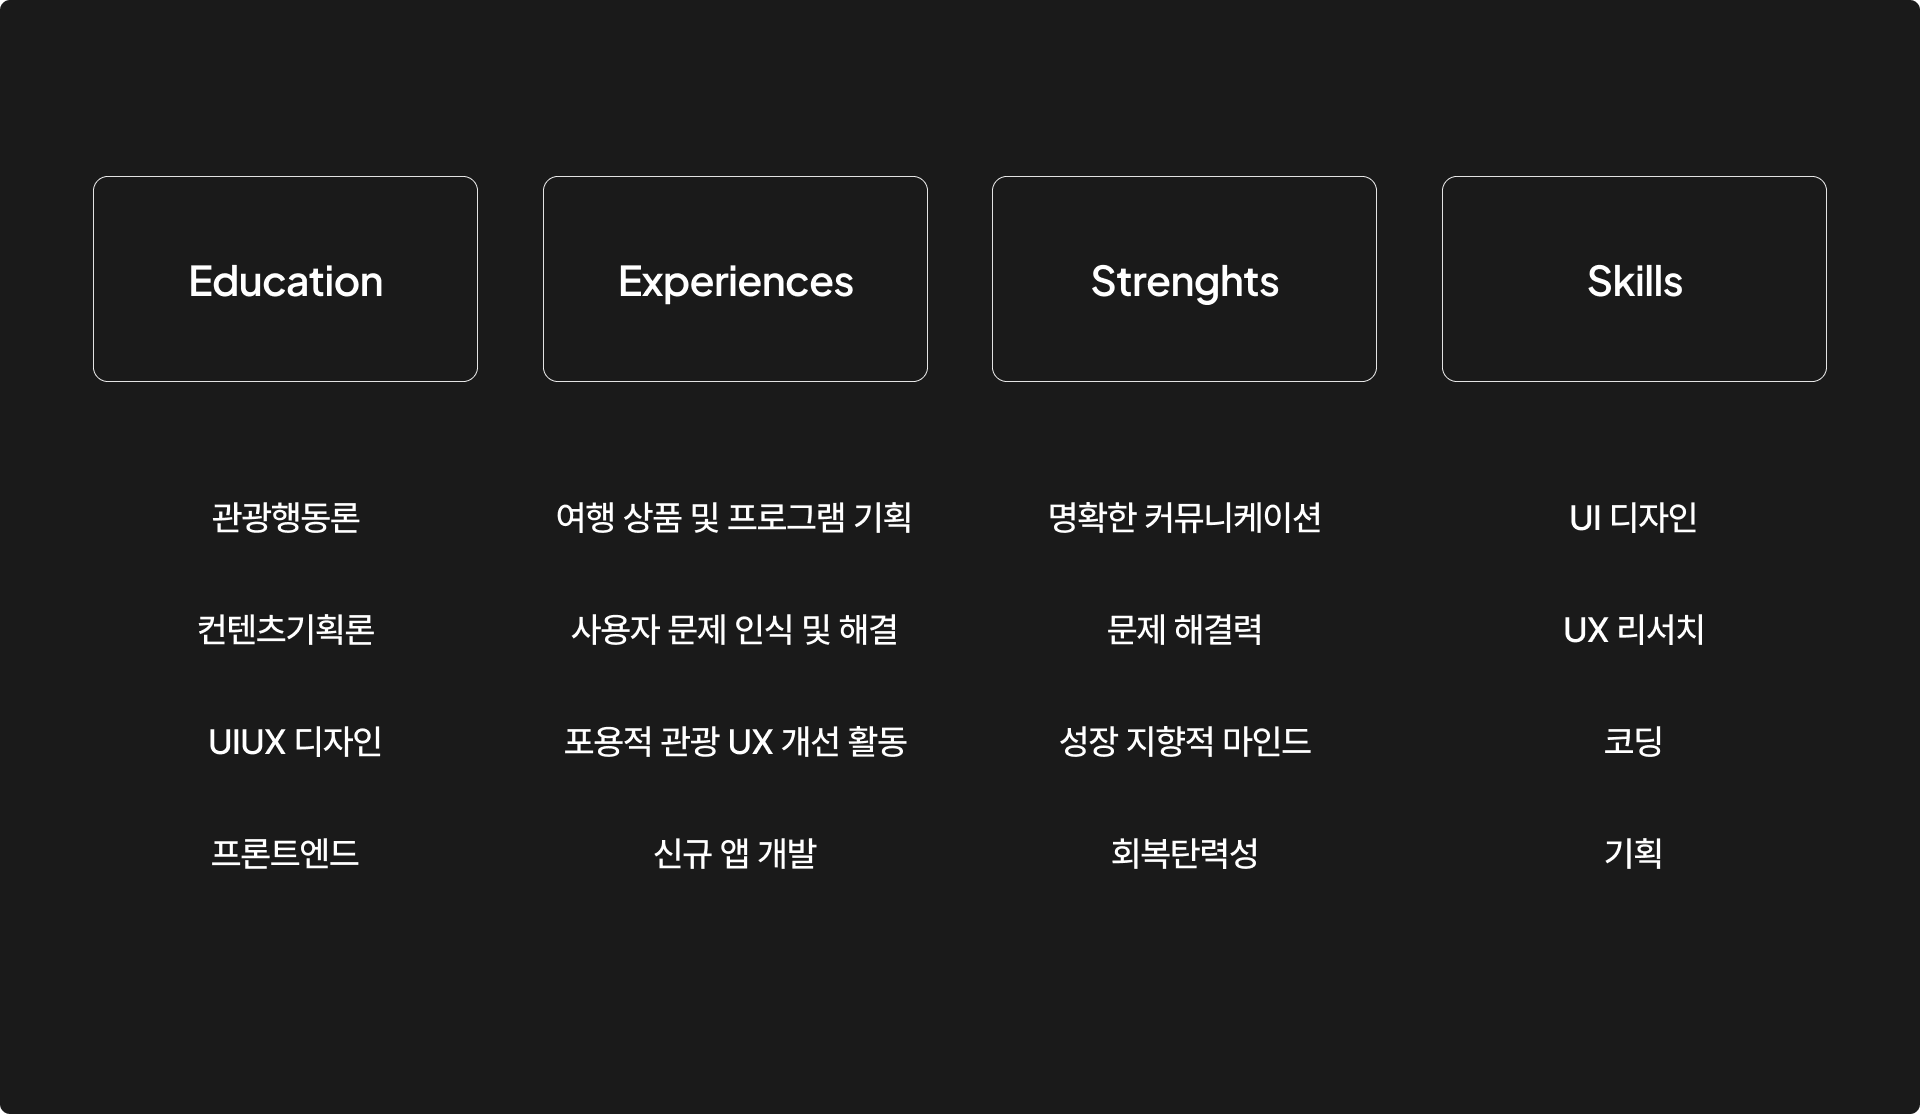 Education
Experiences
Strenghts
Skills
관광행동론
여행 상품 및 프로그램 기획
명확한 커뮤니케이션
UI 디자인
컨텐츠기획론
사용자 문제 인식 및 해결
문제 해결력
UX 리서치
UIUX 디자인
포용적 관광 UX 개선 활동
성장 지향적 마인드
코딩
프론트엔드
신규 앱 개발
회복탄력성
기획